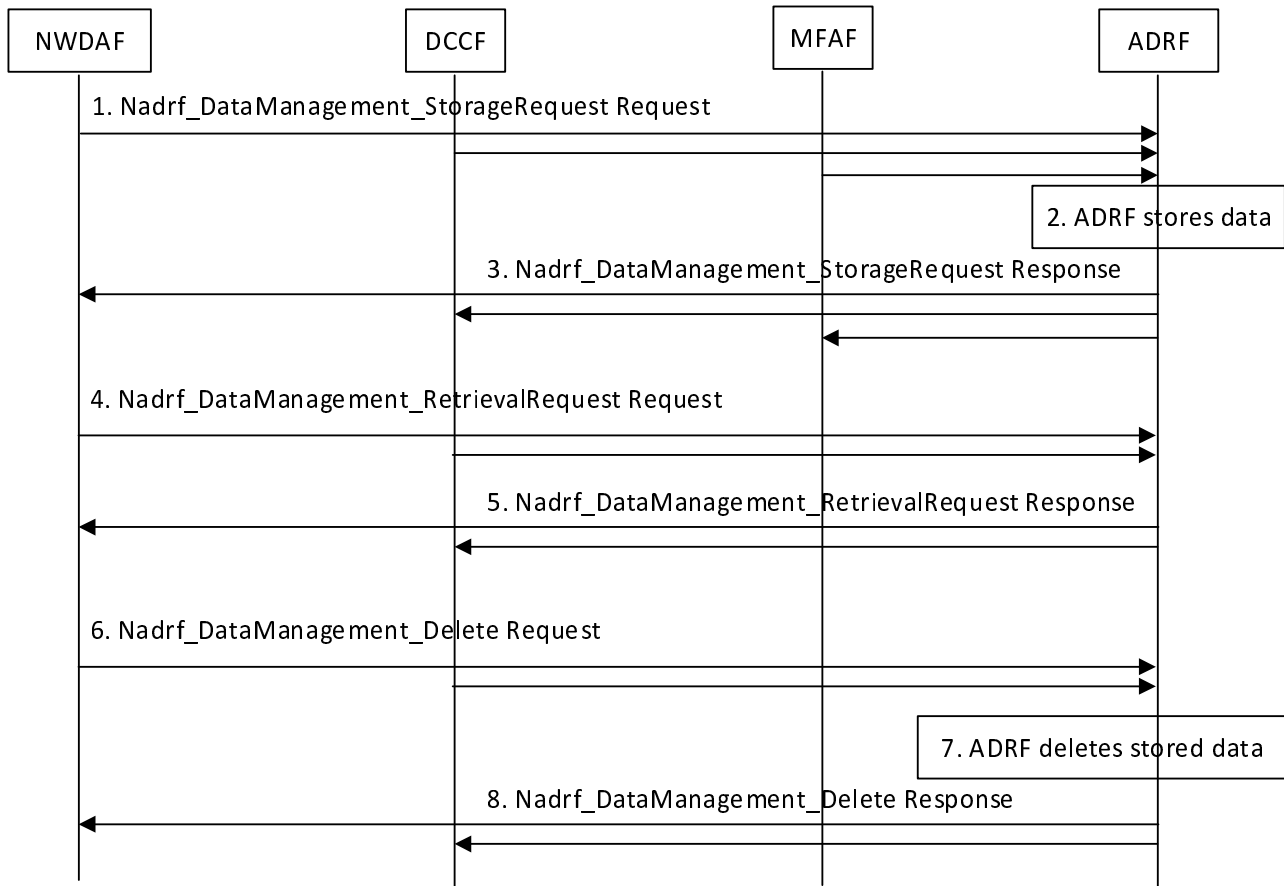 NWDAF
DCCF
MFAF
ADRF
1. Nadrf_DataManagement_StorageRequest Request
2. ADRF stores data
3. Nadrf_DataManagement_StorageRequest Response
4. Nadrf_DataManagement_RetrievalRequest Request
5. Nadrf_DataManagement_RetrievalRequest Response
6. Nadrf_DataManagement_Delete Request
7. ADRF deletes stored data
8. Nadrf_DataManagement_Delete Response